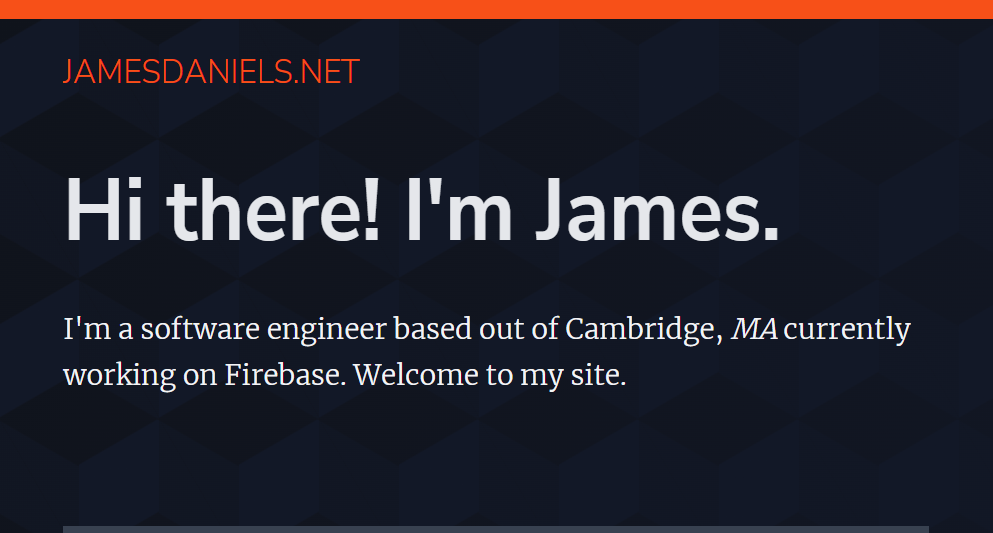 JAMESDANIELS.NET
Hi there! I'm James.
I'm a software engineer based out of Cambridge, MA currently
working on Firebase. Welcome to my site.